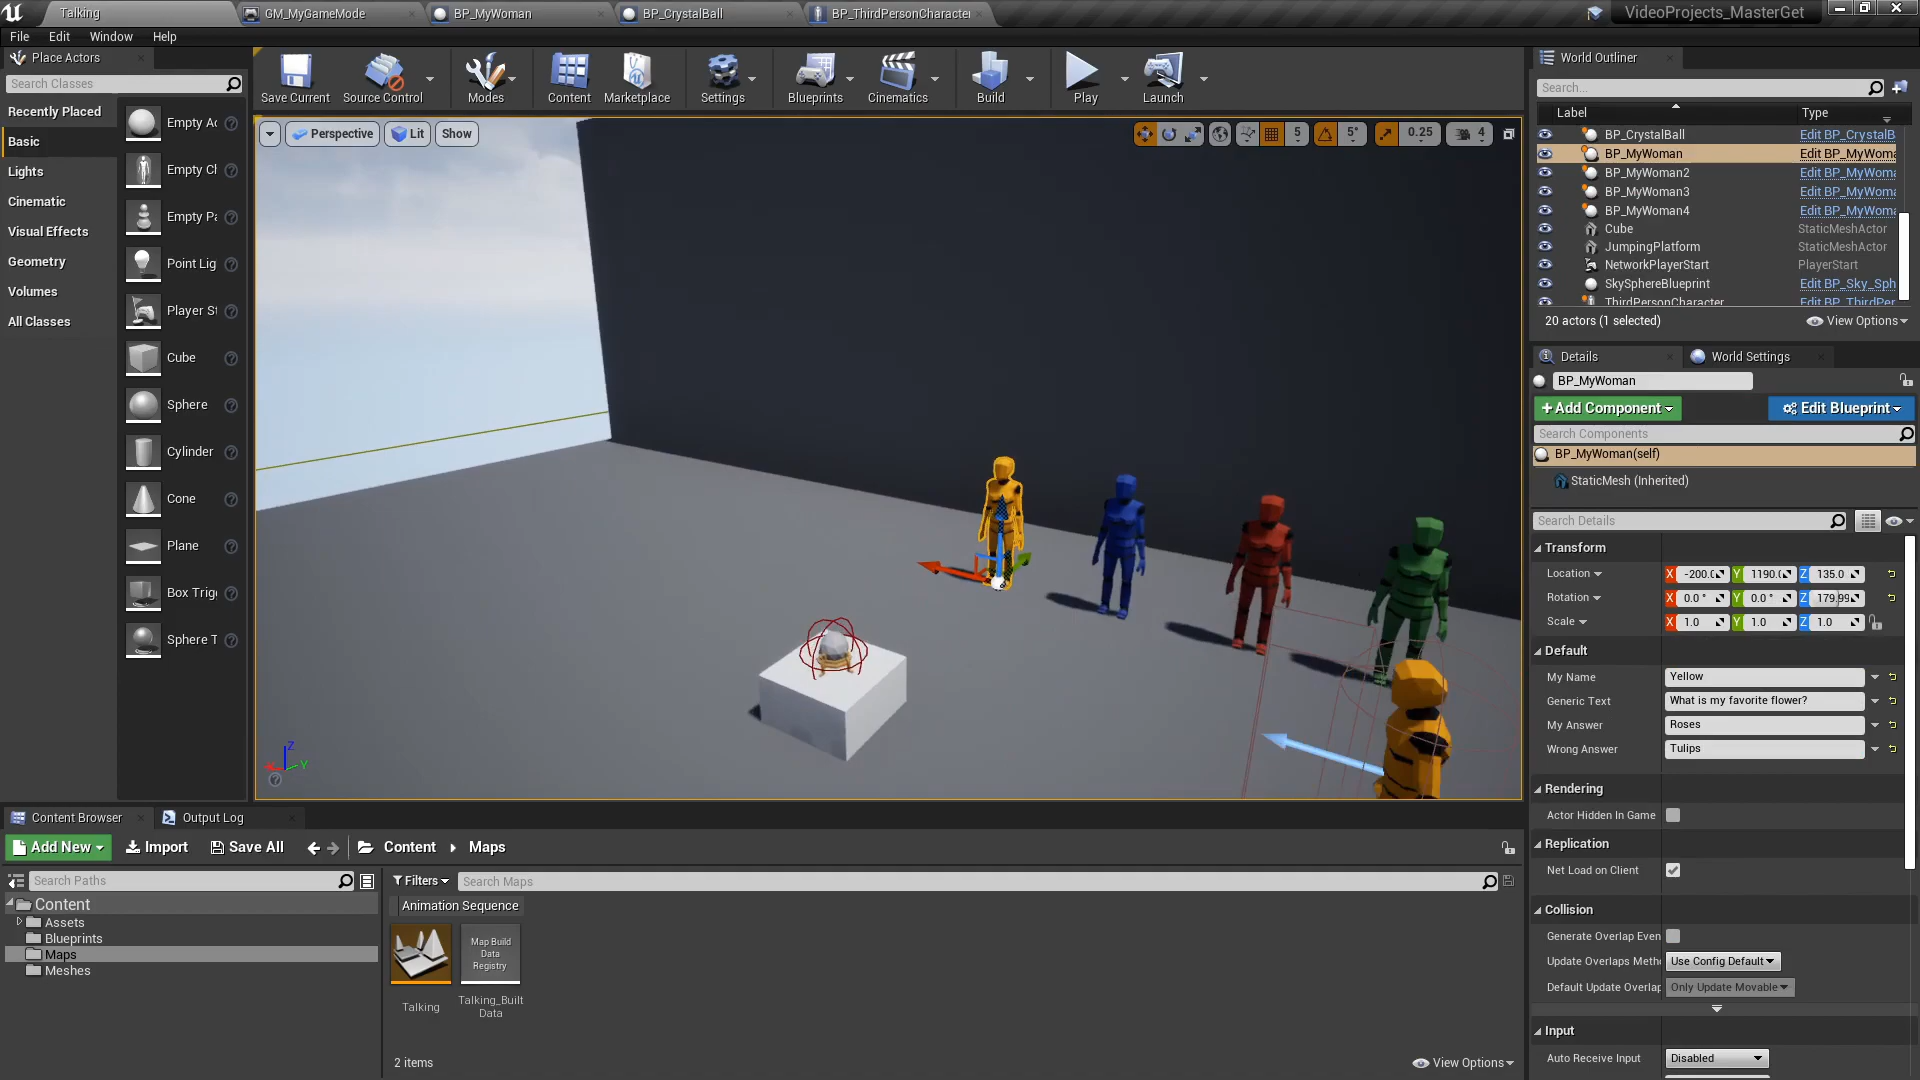 Talking
GM_MyGameMode
BP_MyWoman
BP_CrystalBall
BP_ThirdPersonCharacter
VideoProjects_MasterGet
File
Edit
Window
Help
Place Actors
Search Classes
Recently Placed
Basic
Lights
Cinematic
Visual Effects
Geometry
Volumes
All Classes
Empty Ac
Empty Ch
Empty Pa
Point Lig
Player St
Cube
Sphere
Cylinder
Cone
Plane
Box Trigg
Sphere T
Save Current
Source Control
Modes
Content
Marketplace
Settings
Blueprints
Cinematics
Build
Play
Launch
Perspective
Lit
Show
5
5°
0.25
4
Z
Y
World Outliner
Search...
Label
Type
BP_CrystalBall
Edit BP_CrystalB
BP_MyWoman
Edit BP_MyWoma
BP_MyWoman2
Edit BP_MyWoma
BP_MyWoman3
Edit BP_MyWoma
BP_MyWoman4
Edit BP_MyWoma
Cube
StaticMeshActor
JumpingPlatform
StaticMeshActor
NetworkPlayerStart
PlayerStart
SkySphereBlueprint
Edit BP_Sky_Sph
ThirdPersonCharacter
Edit BP_ThirdPer
20 actors (1 selected)
View Options
Details
World Settings
BP_MyWoman
+Add Component
Edit Blueprint
Search Components
BP_MyWoman(self)
StaticMesh (Inherited)
Search Details
Transform
Location
X -200.0
Y 1190.0
Z 135.0
Rotation
X 0.0 °
Y 0.0 °
Z 179.99
Scale
X 1.0
Y 1.0
Z 1.0
Default
My Name
Yellow
Generic Text
What is my favorite flower?
My Answer
Roses
Wrong Answer
Tulips
Rendering
Actor Hidden In Game
Replication
Net Load on Client
Collision
Generate Overlap Even
Update Overlaps Metho
Use Config Default
Default Update Overlap
Only Update Movable
Input
Auto Receive Input
Disabled
Content Browser
Output Log
Add New
Import
Save All
Content
Maps
Search Paths
Filters
Search Maps
Animation Sequence
Content
Assets
Blueprints
Maps
Meshes
Map Build
Data
Registry
Talking
Talking_Built
Data
2 items
View Options